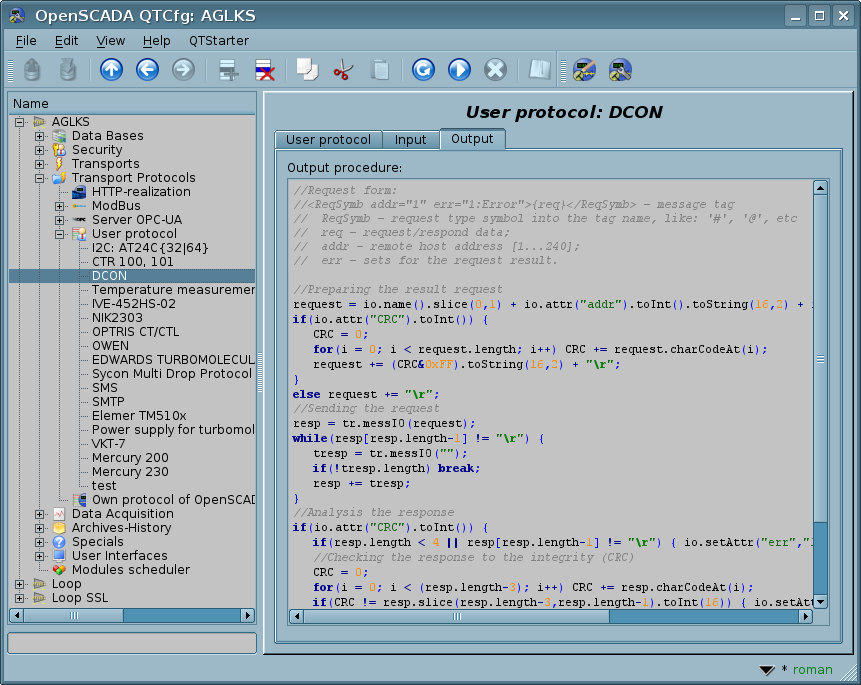 OpenSCADA QTCfg: AGLKS
File Edit View Help QTStarter
Name
AGLKS
Data Bases
Security
Transports
Transport Protocols
HTTP-realization
ModBus
Server OPC-UA
User protocol
I2C: AT24C{32|64}
CTR 100, 101
DCON
Temperature measuremen
IVE-452HS-02
NIK2303
OPTRIS CT/CTL
OWEN
EDWARDS TURBOMOLECUL
Sycon Multi Drop Protocol
SMS
SMTP
Elemer TM510x
Power supply for turbomol
VKT-7
Mercury 200
Mercury 230
test
Own protocol of OpenSCAD
Data Acquisition
Archives-History
Specials
User Interfaces
Modules scheduler
Loop
Loop SSL
User protocol: DCON
User protocol Input Output
Output procedure:
//Request form:
//<ReqSymb addr="1" err="1:Error">{req}</ReqSymb> - message tag
//  ReqSymb - request type symbol into the tag name, like: '#', '@', etc
//  req - request/respond data;
//  addr - remote host address [1...240];
//  err - sets for the request result.
//Preparing the result request
request = io.name().slice(0,1) + io.attr("addr").toInt().toString(16,2) + i
if(io.attr("CRC").toInt()) {
CRC = 0;
for(i = 0; i < request.length; i++) CRC += request.charCodeAt(i);
request += (CRC&0xFF).toString(16,2) + "\r";
}
else request += "\r";
//Sending the request
resp = tr.messIO(request);
while(resp[resp.length-1] != "\r") {
tresp = tr.messIO("");
if(!tresp.length) break;
resp += tresp;
}
//Analysis the response
if(io.attr("CRC").toInt()) {
if(resp.length < 4 || resp[resp.length-1] != "\r") { io.setAttr("err","1
//Checking the response to the integrity (CRC)
CRC = 0;
for(i = 0; i < (resp.length-3); i++) CRC += resp.charCodeAt(i);
if(CRC != resp.slice(resp.length-3,resp.length-1).toInt(16)) { io.setAtt
* roman